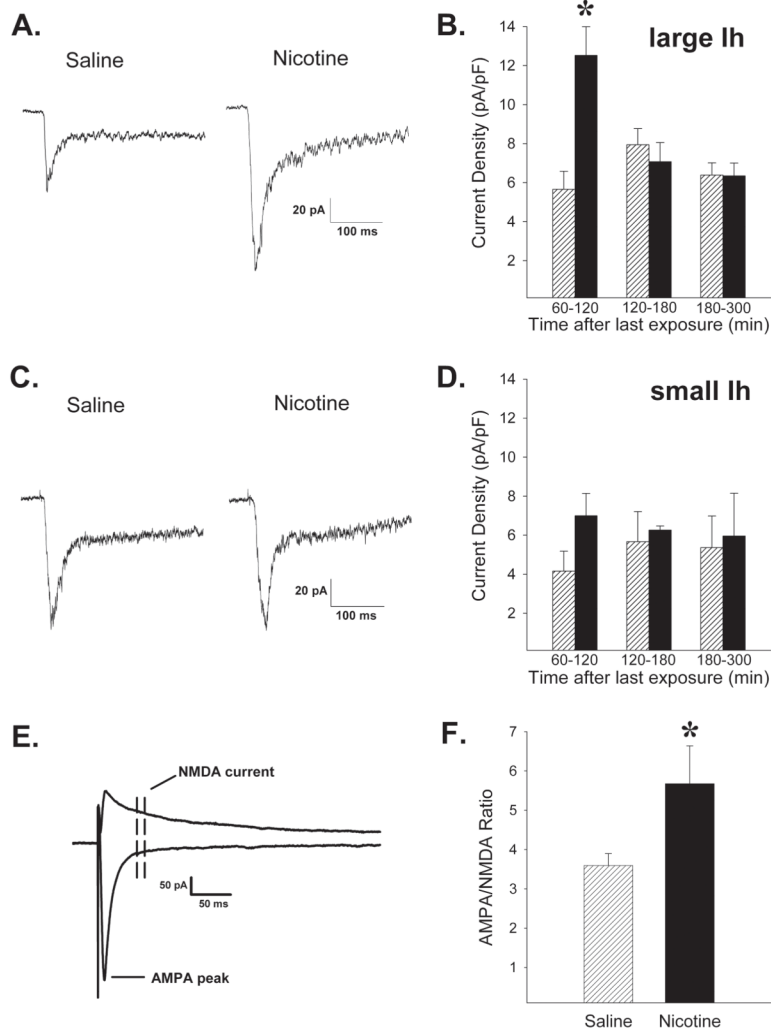 A.
Saline
Nicotine
20 pA
100 ms
B.
large Ih
*
Current Density (pA/pF)
14
12
10
8
6
4
2
60-120
120-180
180-300
Time after last exposure (min)
C.
Saline
Nicotine
20 pA
100 ms
D.
small Ih
Current Density (pA/pF)
14
12
10
8
6
4
2
60-120
120-180
180-300
Time after last exposure (min)
E.
NMDA current
50 pA
50 ms
AMPA peak
F.
*
AMPA/NMDA Ratio
7
6
5
4
3
2
1
Saline
Nicotine